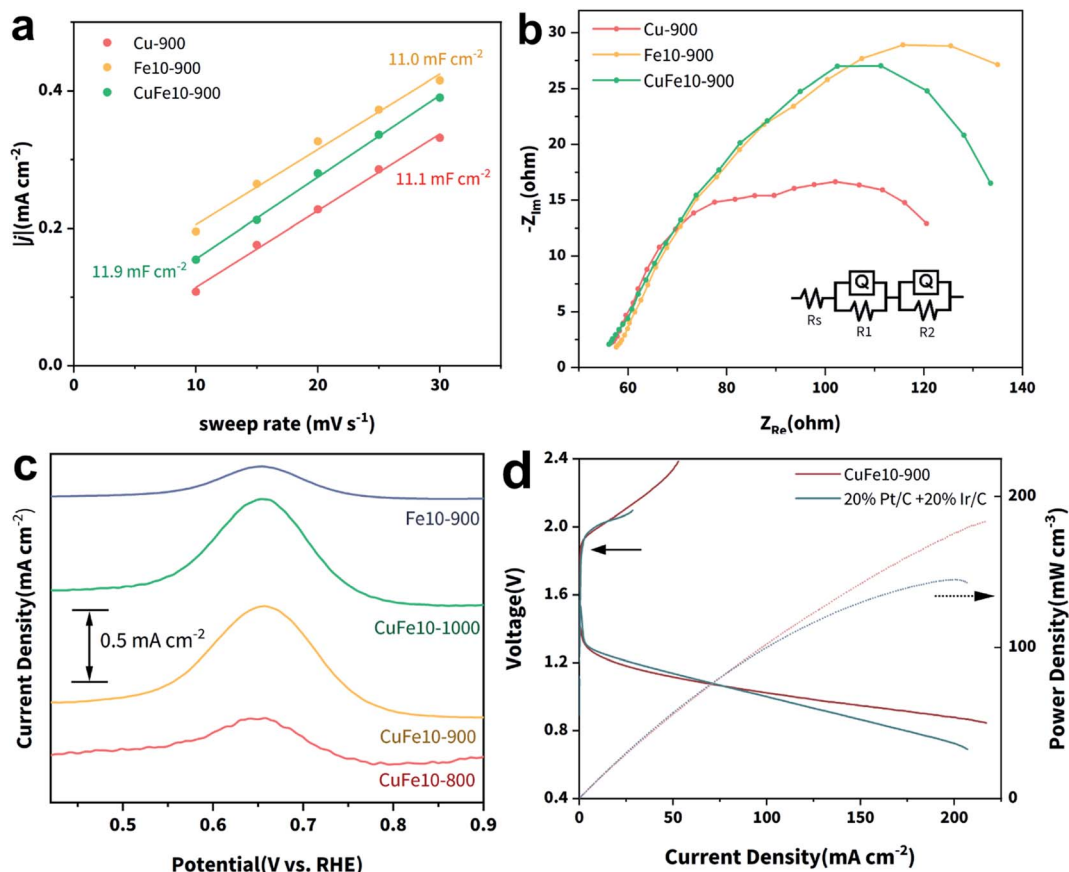 a
Cu-900
Fe10-900
CuFe10-900
11.0 mF cm⁻²
11.1 mF cm⁻²
11.9 mF cm⁻²
|j|(mA cm⁻²)
0.4
0.2
0.0
0 10 20 30
sweep rate (mV s⁻¹)
b
Cu-900
Fe10-900
CuFe10-900
-Z_Im(ohm)
30
25
20
15
10
5
0
Q Q
Rs R1 R2
60 80 100 120 140
Z_Re(ohm)
c
Fe10-900
CuFe10-1000
0.5 mA cm⁻²
CuFe10-900
CuFe10-800
Current Density(mA cm⁻²)
0.5 0.6 0.7 0.8 0.9
Potential(V vs. RHE)
d
CuFe10-900
20% Pt/C +20% Ir/C
Voltage(V)
2.4
2.0
1.6
1.2
0.8
0.4
200
100
0
Power Density(mW cm⁻³)
0 50 100 150 200
Current Density(mA cm⁻²)